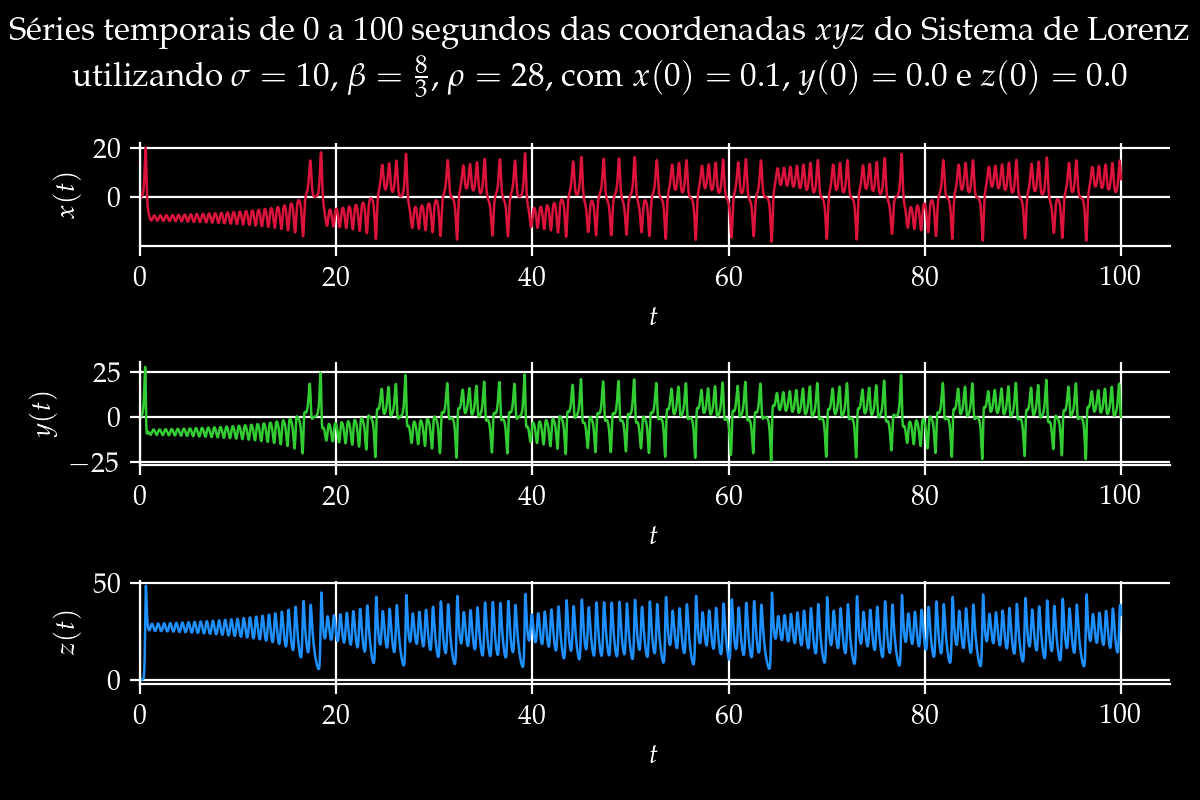 Séries temporais de 0 a 100 segundos das coordenadas xyz do Sistema de Lorenz
utilizando σ = 10, β = 8/3, ρ = 28, com x(0) = 0.1, y(0) = 0.0 e z(0) = 0.0
20
0
x(t)
0 20 40 60 80 100
t
25
0
−25
y(t)
0 20 40 60 80 100
t
50
0
z(t)
0 20 40 60 80 100
t